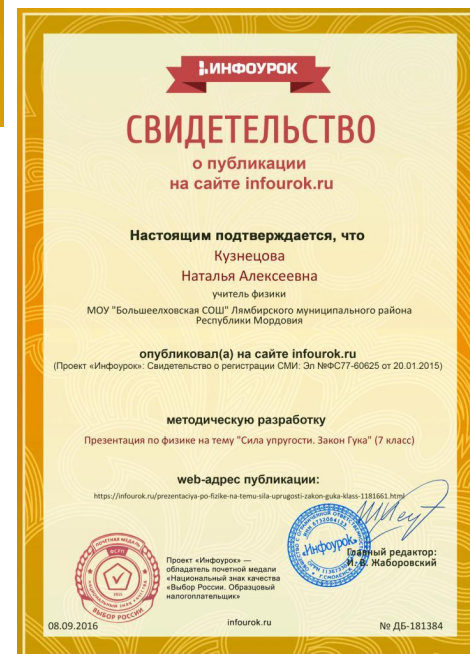 ИНФОУРОК
СВИДЕТЕЛЬСТВО
о публикации
на сайте infourok.ru
Настоящим подтверждается, что
Кузнецова
Наталья Алексеевна
учитель физики
МОУ "Большеелховская СОШ" Лямбирского муниципального района
Республики Мордовия
опубликовал(а) на сайте infourok.ru
(Проект «Инфоурок»: Свидетельство о регистрации СМИ: Эл №ФС77-60625 от 20.01.2015)
методическую разработку
Презентация по физике на тему "Сила упругости. Закон Гука" (7 класс)
web-адрес публикации:
https://infourok.ru/prezentaciya-po-fizike-na-temu-sila-uprugosti-zakon-guka-klass-1181661.html
Инфоурок
Главный редактор:
И. В. Жаборовский
Проект «Инфоурок» —
обладатель почетной медали
«Национальный знак качества
«Выбор России. Образцовый
налогоплательщик»
ПОЧЕТНАЯ МЕДАЛЬ
ФСРП
2015
ВЫБОР РОССИИ
08.09.2016
infourok.ru
№ ДБ-181384